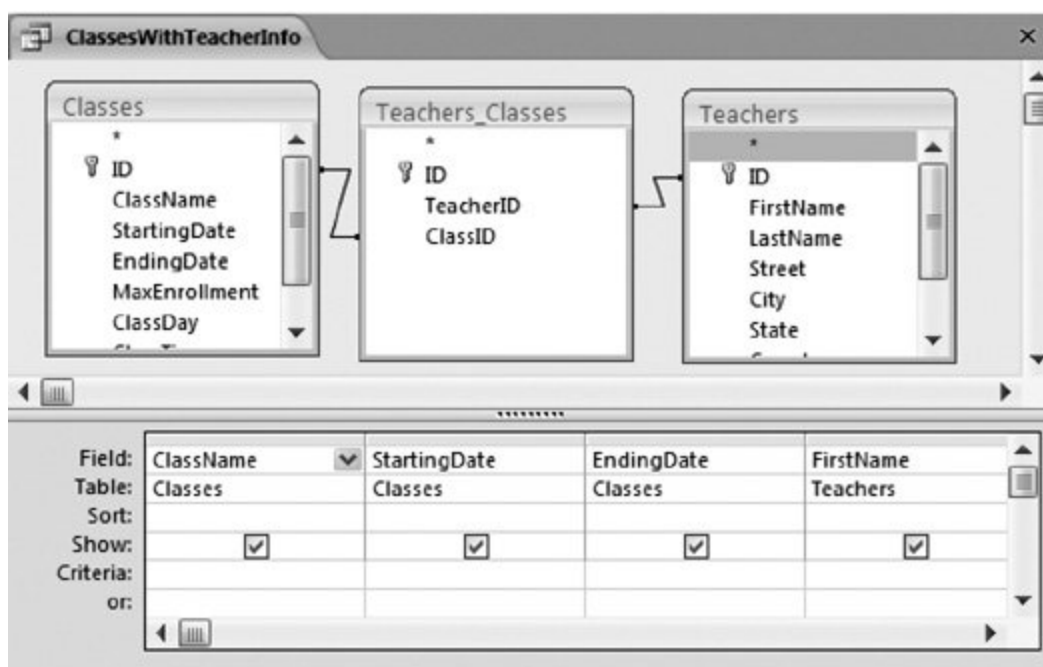 ClassesWithTeacherInfo
Classes
*
ID
ClassName
StartingDate
EndingDate
MaxEnrollment
ClassDay
Teachers_Classes
*
ID
TeacherID
ClassID
Teachers
*
ID
FirstName
LastName
Street
City
State
Field: ClassName StartingDate EndingDate FirstName
Table: Classes Classes Classes Teachers
Sort:
Show:
Criteria:
or: